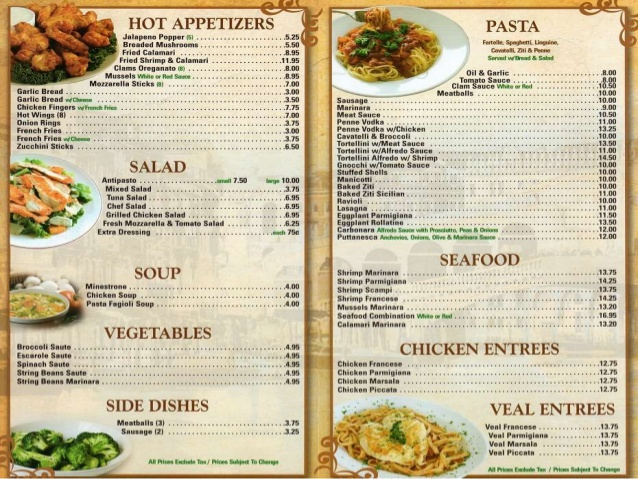 HOT APPETIZERS
Jalapeno Popper (5) .5.25
Breaded Mushrooms .5.50
Fried Calamari .8.95
Fried Shrimp & Calamari .11.95
Clams Oreganato (8) .8.00
Mussels White or Red Sauce .8.95
Mozzarella Sticks (8) .7.00
Garlic Bread .3.00
Garlic Bread w/Cheese .3.50
Chicken Fingers w/French Fries .7.75
Hot Wings (8) .7.00
Onion Rings .3.75
French Fries .3.00
French Fries w/Cheese .3.75
Zucchini Sticks .6.50
SALAD
Antipasto small 7.50 large 10.00
Mixed Salad .3.75
Tuna Salad .6.95
Chef Salad .6.95
Grilled Chicken Salad .6.95
Fresh Mozzarella & Tomato Salad .6.25
Extra Dressing each 75¢
SOUP
Minestrone .4.00
Chicken Soup .4.00
Pasta Fagioli Soup .4.00
VEGETABLES
Broccoli Saute .4.95
Escarole Saute .4.95
Spinach Saute .4.95
String Beans Saute .4.95
String Beans Marinara .4.95
SIDE DISHES
Meatballs (3) .3.75
Sausage (2) .3.25
All Prices Exclude Tax / Prices Subject To Change
PASTA
Farfelle, Spaghetti, Linguine,
Cavatelli, Ziti & Penne
Served w/Bread & Salad
Oil & Garlic .8.00
Tomato Sauce .8.00
Clam Sauce White or Red .10.50
Meatballs .10.00
Sausage .10.00
Marinara .9.00
Meat Sauce .10.50
Penne Vodka .11.00
Penne Vodka w/Chicken .13.25
Cavatelli & Broccoli .10.00
Tortellini w/Meat Sauce .13.50
Tortellini w/Alfredo Sauce .11.00
Tortellini Alfredo w/ Shrimp .14.50
Gnocchi w/Tomato Sauce .10.00
Stuffed Shells .10.00
Manicotti .10.00
Baked Ziti .10.00
Baked Ziti Sicilian .11.00
Ravioli .10.00
Lasagna .11.00
Eggplant Parmigiana .11.50
Eggplant Rollatine .13.50
Carbonara Alfredo Sauce with Prosciutto, Peas & Onions .12.00
Puttanesca Anchovies, Onions, Olive & Marinara Sauce .12.00
SEAFOOD
Shrimp Marinara .13.75
Shrimp Parmigiana .14.25
Shrimp Scampi .13.75
Shrimp Francese .14.25
Mussels Marinara .13.20
Seafood Combination White or Red .16.95
Calamari Marinara .13.20
CHICKEN ENTREES
Chicken Francese .12.75
Chicken Parmigiana .12.75
Chicken Marsala .12.75
Chicken Piccata .12.75
VEAL ENTREES
Veal Francese .13.75
Veal Parmigiana .13.75
Veal Marsala .13.75
Veal Piccata .13.75
All Prices Exclude Tax / Prices Subject To Change